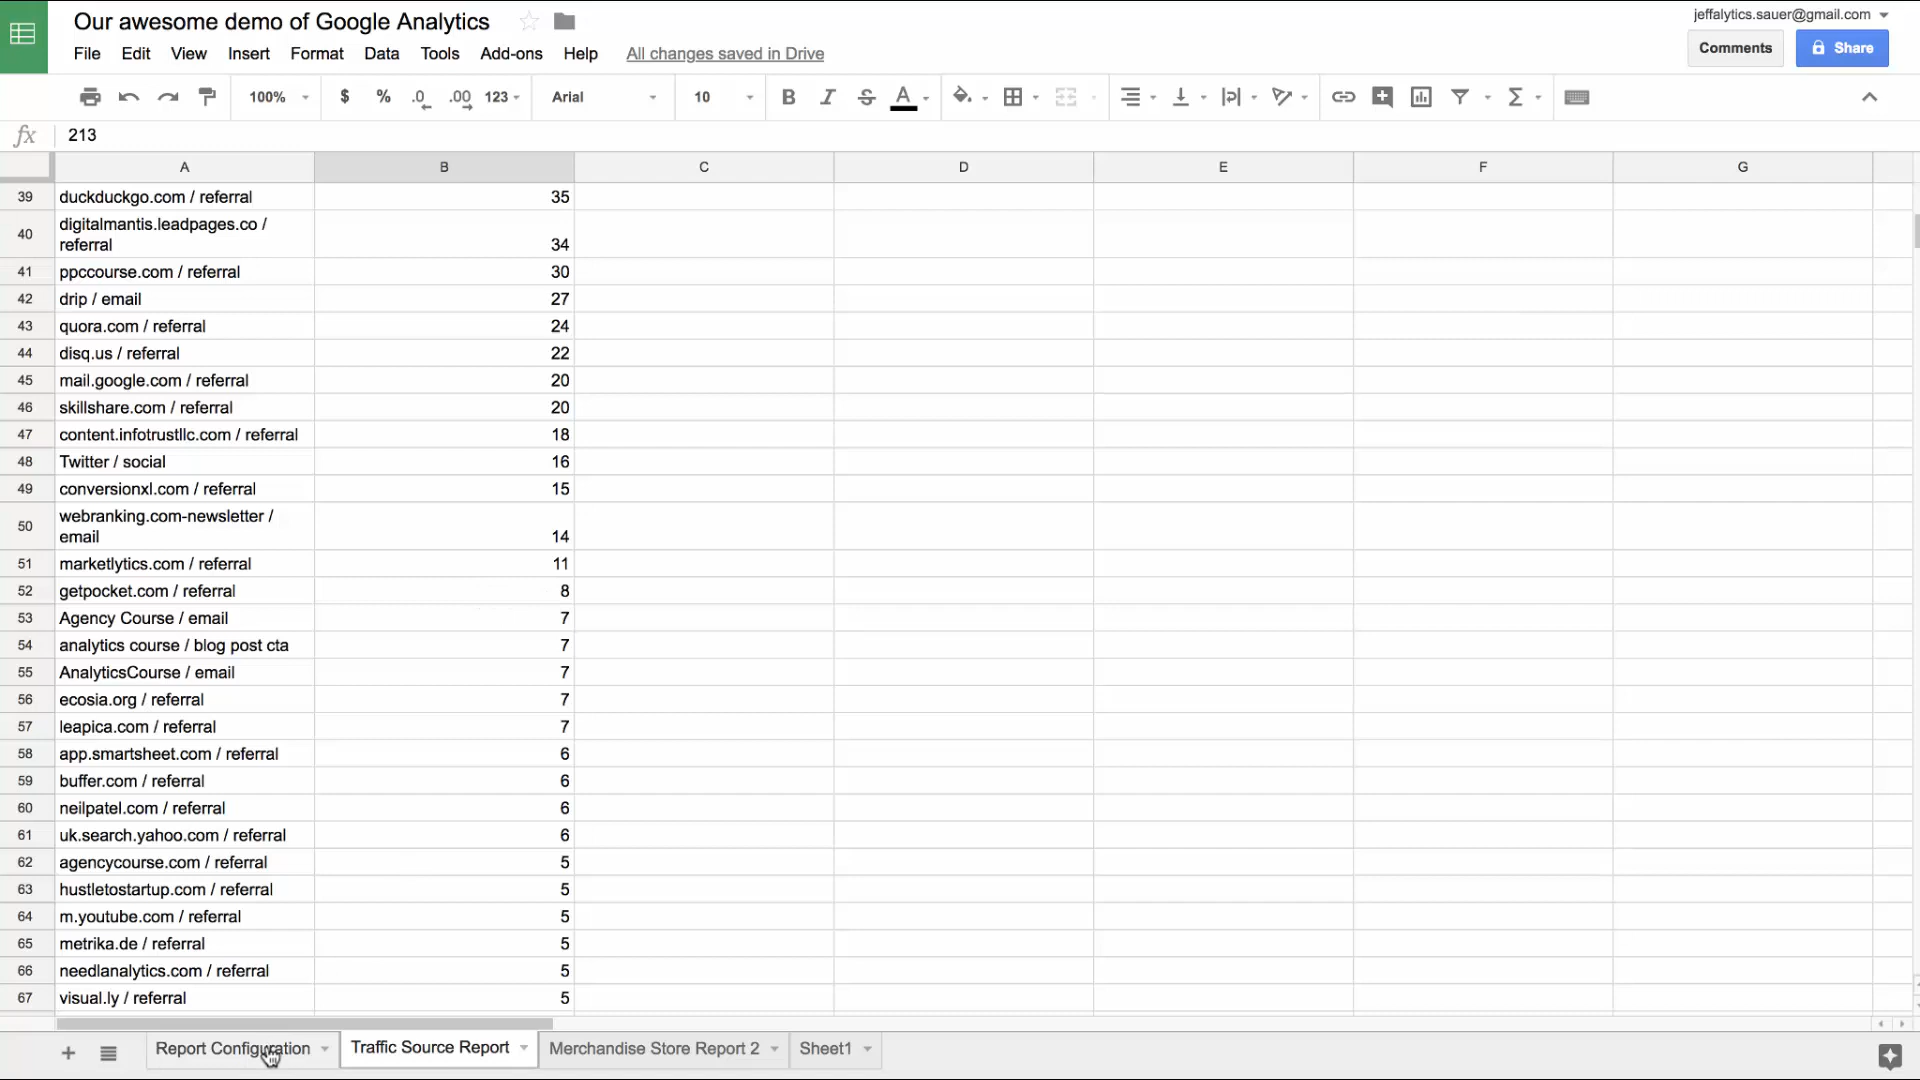 Our awesome demo of Google Analytics
jeffalytics.sauer@gmail.com
File Edit View Insert Format Data Tools Add-ons Help All changes saved in Drive
Comments Share
100% $ % .0 .00 123 Arial 10 B I S A Σ
fx 213
A B C D E F G
39 duckduckgo.com / referral 35
40 digitalmantis.leadpages.co /
referral 34
41 ppccourse.com / referral 30
42 drip / email 27
43 quora.com / referral 24
44 disq.us / referral 22
45 mail.google.com / referral 20
46 skillshare.com / referral 20
47 content.infotrustllc.com / referral 18
48 Twitter / social 16
49 conversionxl.com / referral 15
50 webranking.com-newsletter /
email 14
51 marketlytics.com / referral 11
52 getpocket.com / referral 8
53 Agency Course / email 7
54 analytics course / blog post cta 7
55 AnalyticsCourse / email 7
56 ecosia.org / referral 7
57 leapica.com / referral 7
58 app.smartsheet.com / referral 6
59 buffer.com / referral 6
60 neilpatel.com / referral 6
61 uk.search.yahoo.com / referral 6
62 agencycourse.com / referral 5
63 hustletostartup.com / referral 5
64 m.youtube.com / referral 5
65 metrika.de / referral 5
66 needlanalytics.com / referral 5
67 visual.ly / referral 5
Report Configuration Traffic Source Report Merchandise Store Report 2 Sheet1